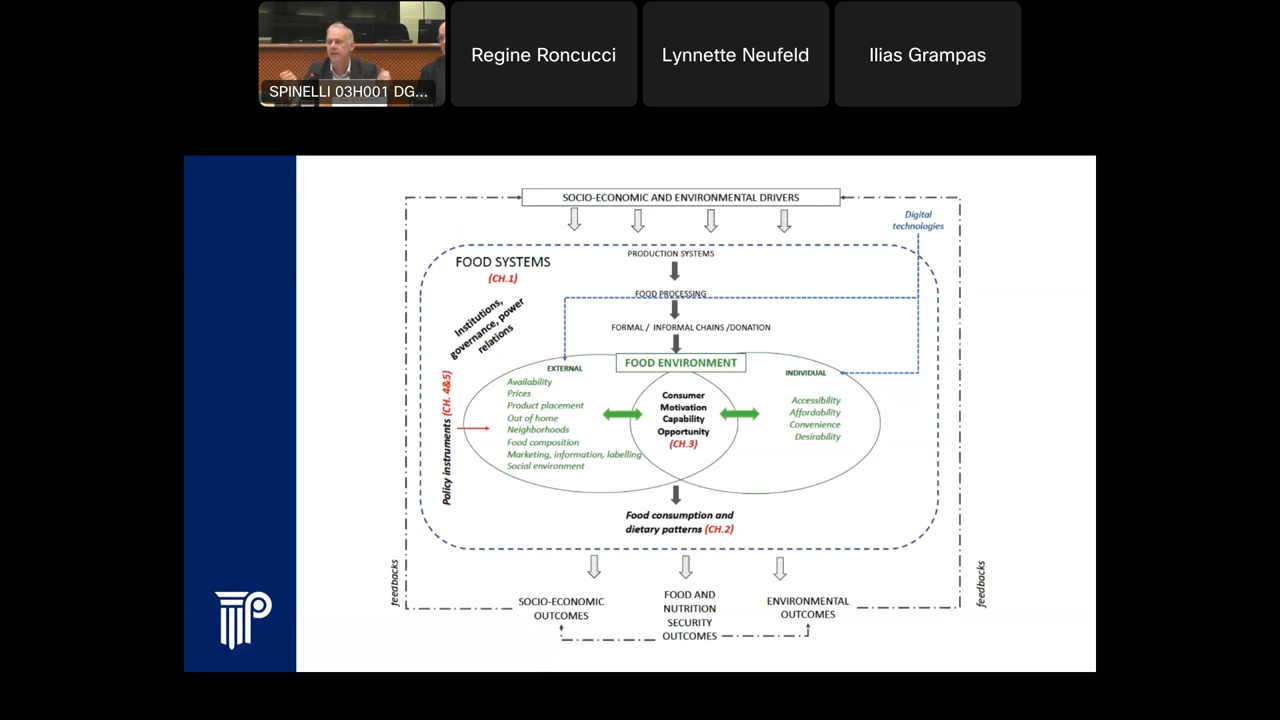 SPINELLI 03H001 DG...
Regine Roncucci
Lynnette Neufeld
Ilias Grampas
SOCIO-ECONOMIC AND ENVIRONMENTAL DRIVERS
Digital
technologies
FOOD SYSTEMS
(CH.1)
PRODUCTION SYSTEMS
FOOD PROCESSING
Institutions,
governance, power
relations
FORMAL / INFORMAL CHAINS /DONATION
FOOD ENVIRONMENT
EXTERNAL
Availability
Prices
Product placement
Out of home
Neighborhoods
Food composition
Marketing, information, labelling
Social environment
Consumer
Motivation
Capability
Opportunity
(CH.3)
INDIVIDUAL
Accessibility
Affordability
Convenience
Desirability
Policy instruments (CH. 4&5)
Food consumption and
dietary patterns (CH.2)
feedbacks
feedbacks
SOCIO-ECONOMIC
OUTCOMES
FOOD AND
NUTRITION
SECURITY
OUTCOMES
ENVIRONMENTAL
OUTCOMES